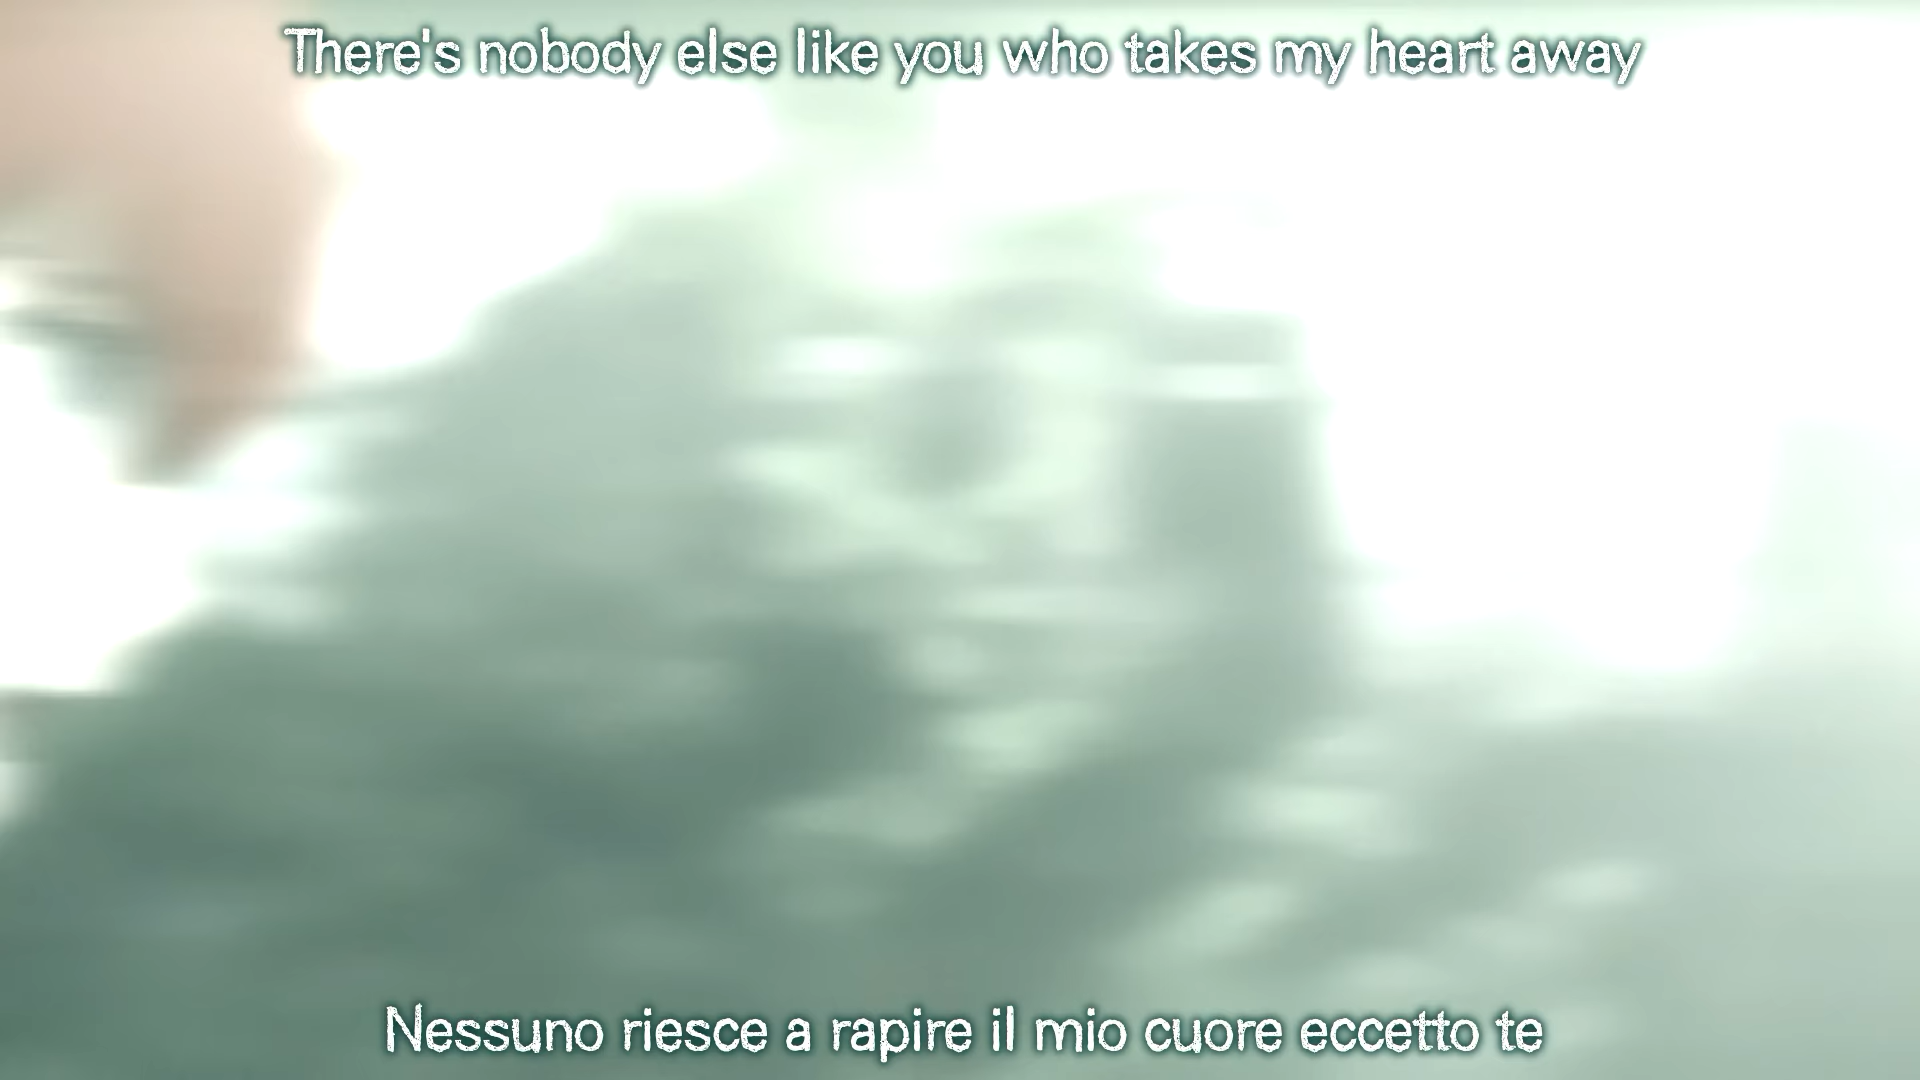 There's nobody else like you who takes my heart away
Nessuno riesce a rapire il mio cuore eccetto te